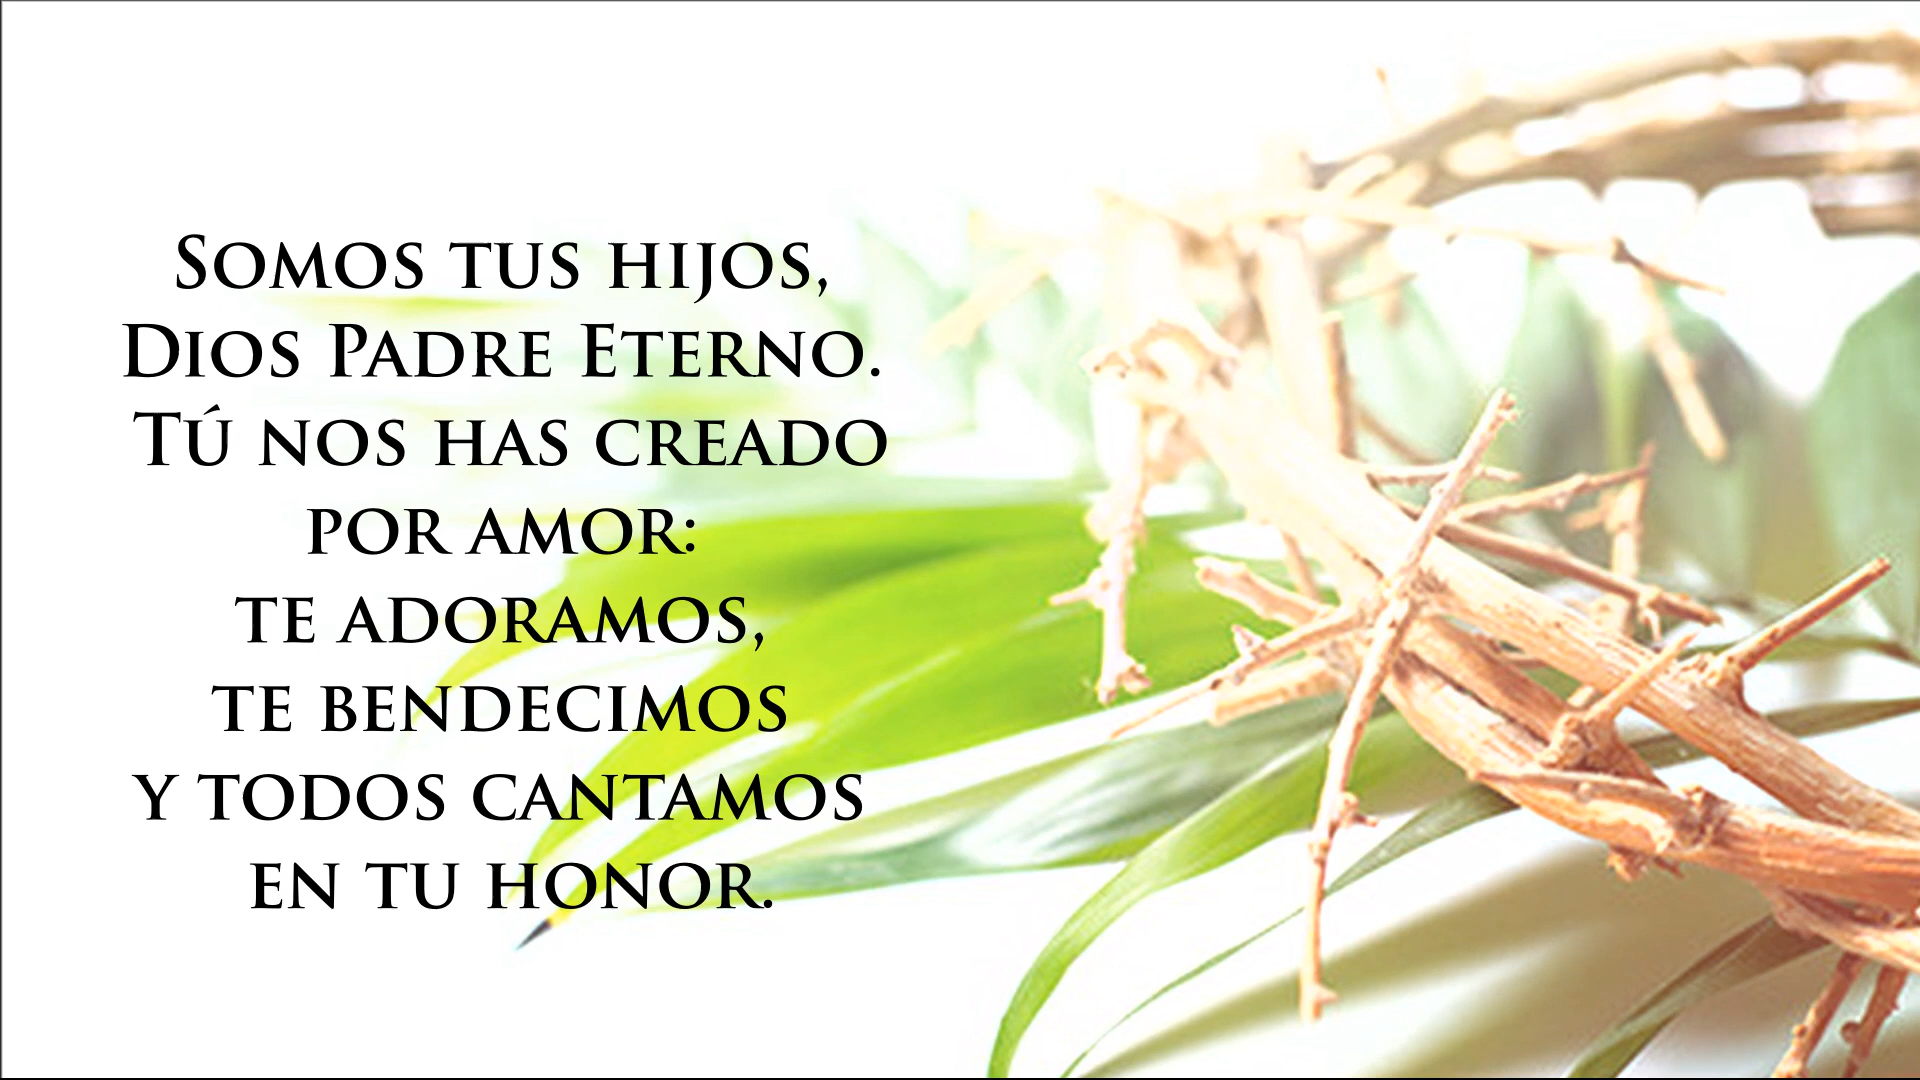 Somos tus hijos,
Dios Padre Eterno.
Tú nos has creado
por amor:
te adoramos,
te bendecimos
y todos cantamos
en tu honor.